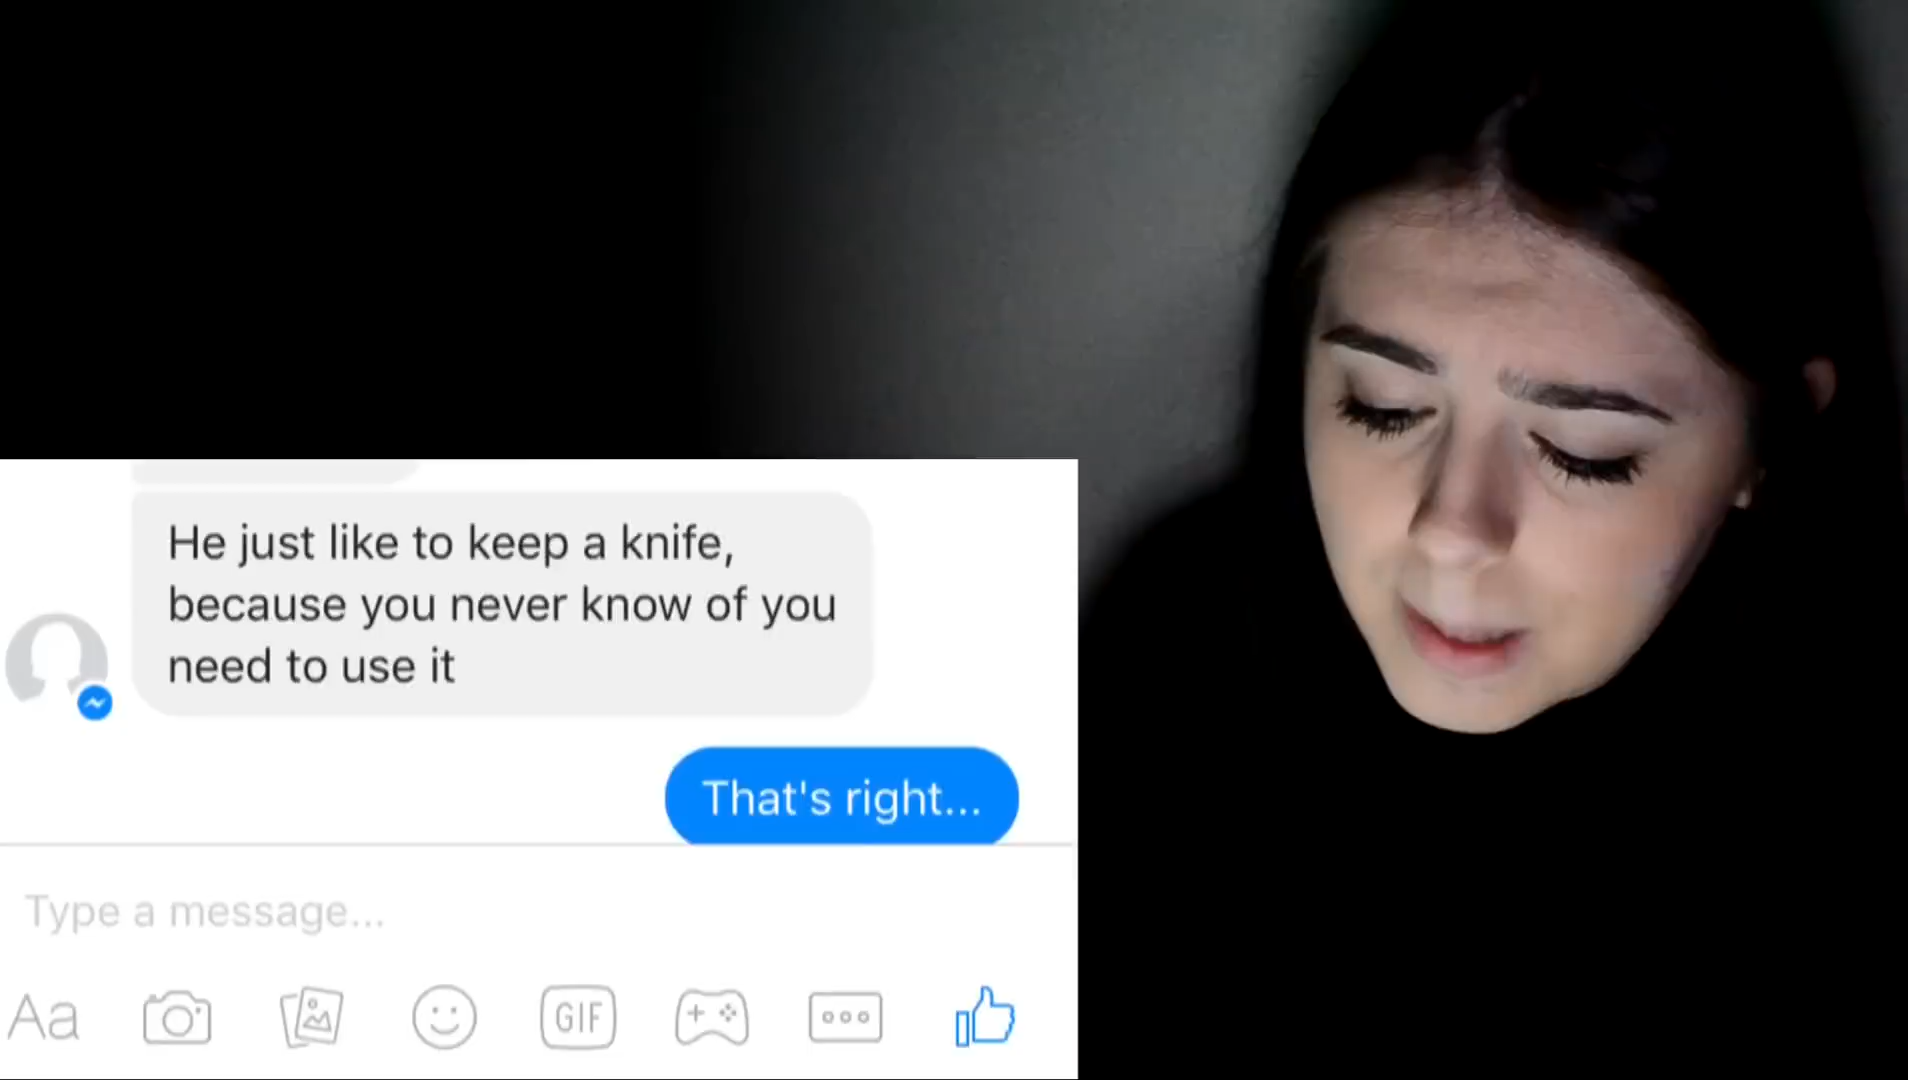 He just like to keep a knife,
because you never know of you
need to use it
That's right...
Type a message...
Aa
GIF